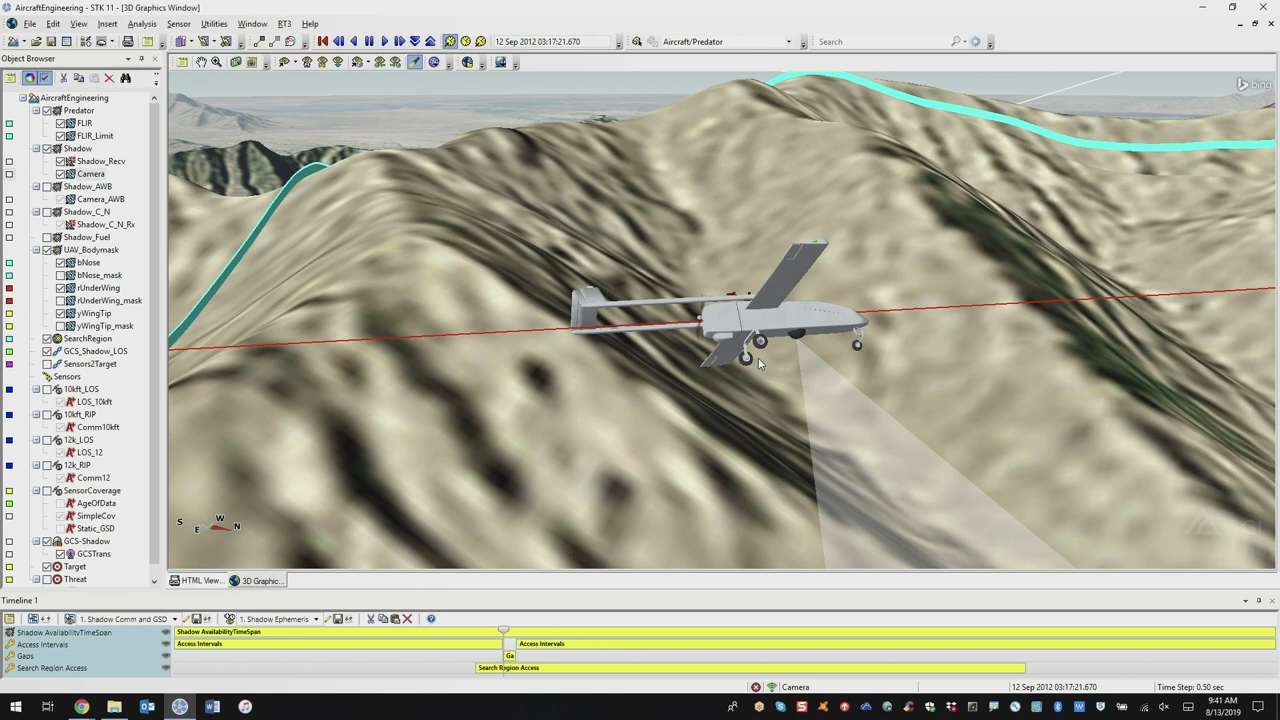 AircraftEngineering - STK 11 - [3D Graphics Window]
File Edit View Insert Analysis Sensor Utilities Window RT3 Help
12 Sep 2012 03:17:21.670 Aircraft/Predator Search
Object Browser
bing
AircraftEngineering
Predator
FLIR
FLIR_Limit
Shadow
Shadow_Recv
Camera
Shadow_AWB
Camera_AWB
Shadow_C_N
Shadow_C_N_Rx
Shadow_Fuel
UAV_Bodymask
bNose
bNose_mask
rUnderWing
rUnderWing_mask
yWingTip
yWingTip_mask
SearchRegion
GCS_Shadow_LOS
Sensors2Target
Sensors
10kft_LOS
LOS_10kft
10kft_RIP
Comm10kft
12k_LOS
LOS_12
12k_RIP
Comm12
SensorCoverage
AgeOfData
SimpleCov
Static_GSD
GCS-Shadow
GCSTrans
Target
Threat
S E W N
HTML View... 3D Graphic...
Timeline 1
1. Shadow Comm and GSD 1. Shadow Ephemeris
Shadow AvailabilityTimeSpan Shadow AvailabilityTimeSpan
Access Intervals Access Intervals Access Intervals
Gaps Ga
Search Region Access Search Region Access
Camera 12 Sep 2012 03:17:21.670 Time Step: 0.50 sec
9:41 AM
8/13/2019